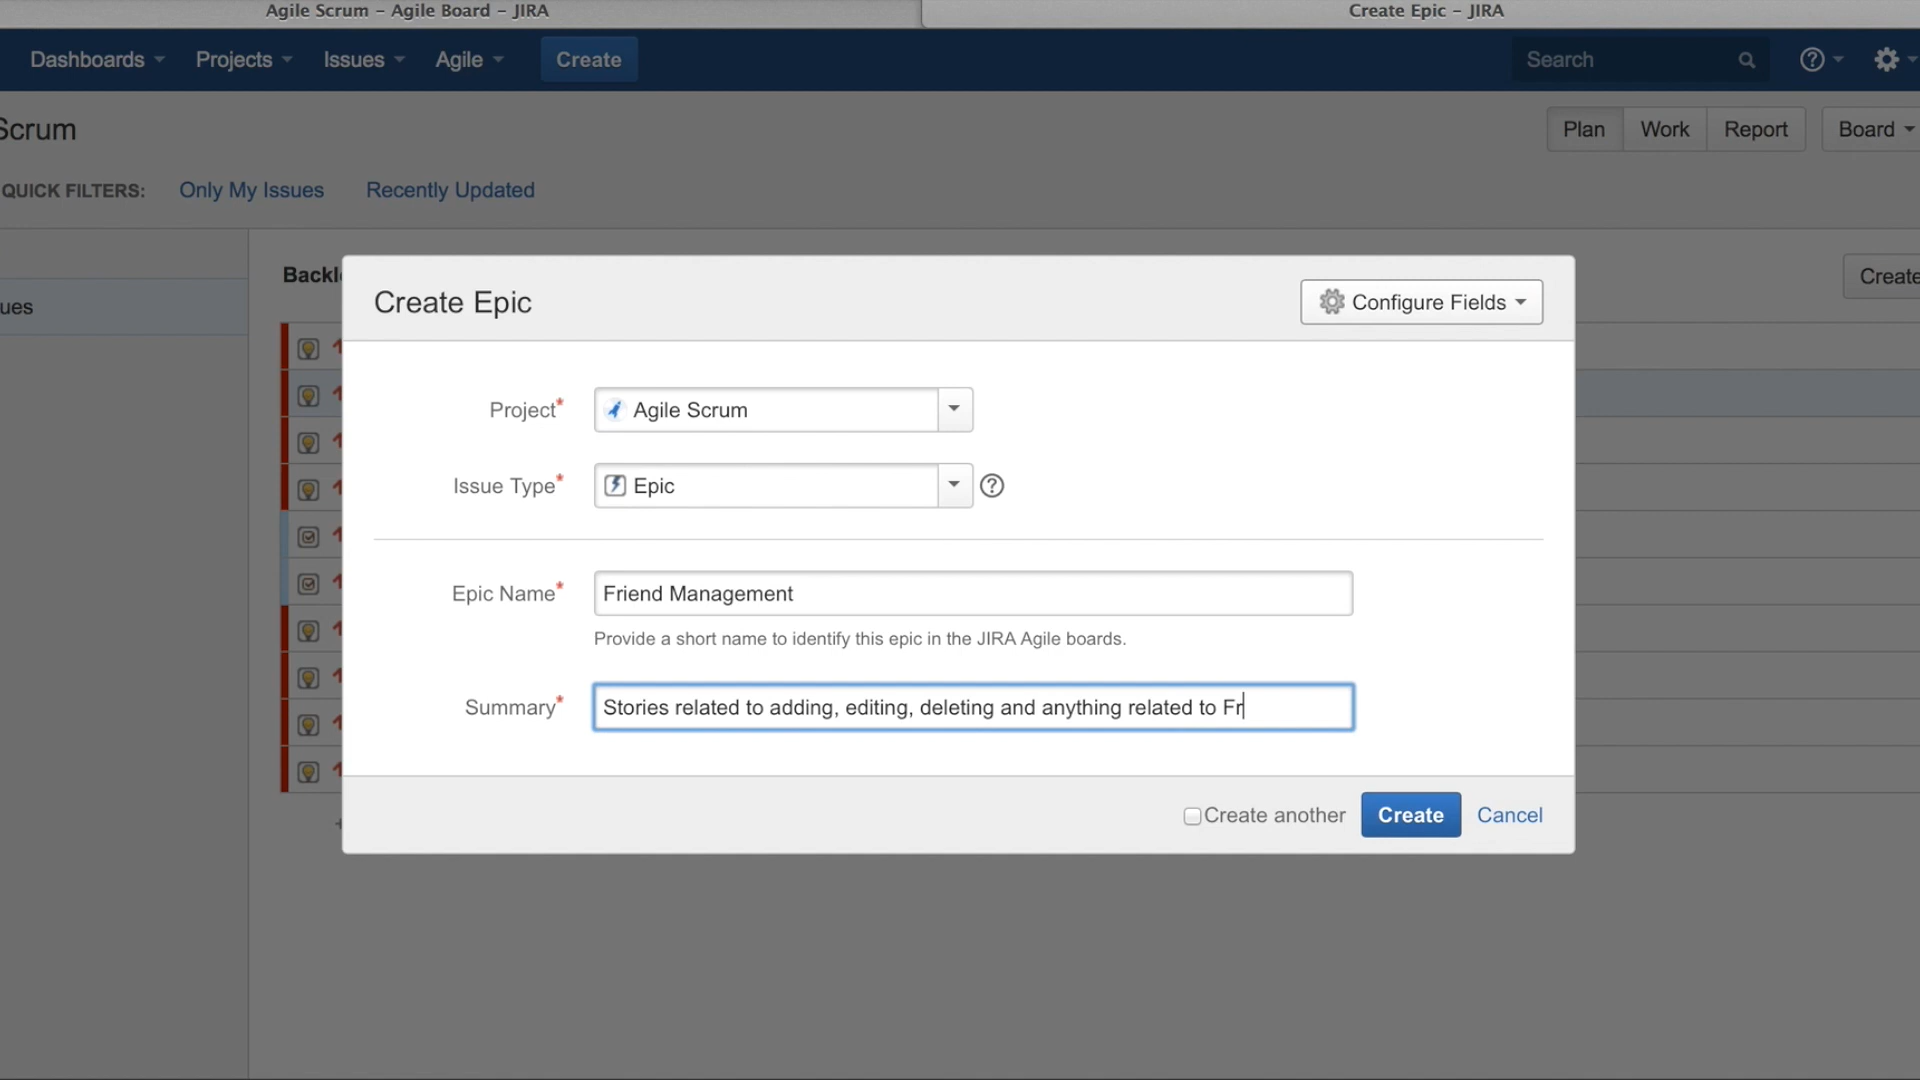 Agile Scrum – Agile Board – JIRA
Create Epic – JIRA
Dashboards Projects Issues Agile Create Search
Scrum
Plan Work Report Board
QUICK FILTERS: Only My Issues Recently Updated
Create
ues
Create Epic
Configure Fields
Project* Agile Scrum
Issue Type* Epic
Epic Name* Friend Management
Provide a short name to identify this epic in the JIRA Agile boards.
Summary* Stories related to adding, editing, deleting and anything related to Fr
Create another Create Cancel